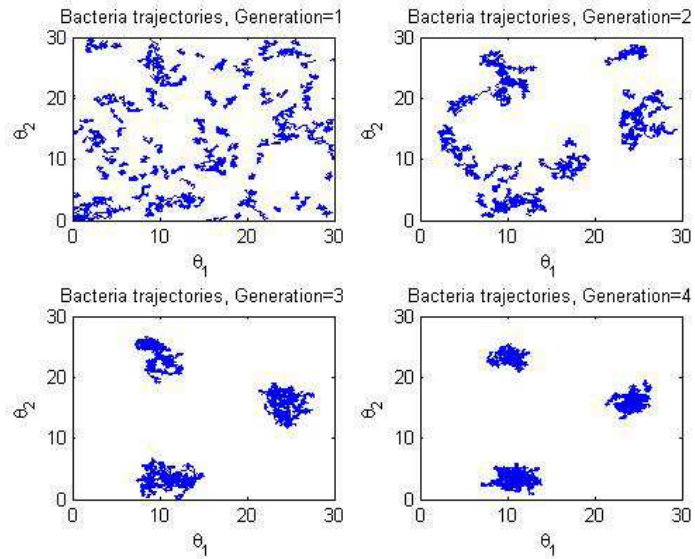 Bacteria trajectories, Generation=1
30
20
10
0
θ2
0 10 20 30
θ1
Bacteria trajectories, Generation=2
30
20
10
0
θ2
0 10 20 30
θ1
Bacteria trajectories, Generation=3
30
20
10
0
θ2
0 10 20 30
θ1
Bacteria trajectories, Generation=4
30
20
10
0
θ2
0 10 20 30
θ1